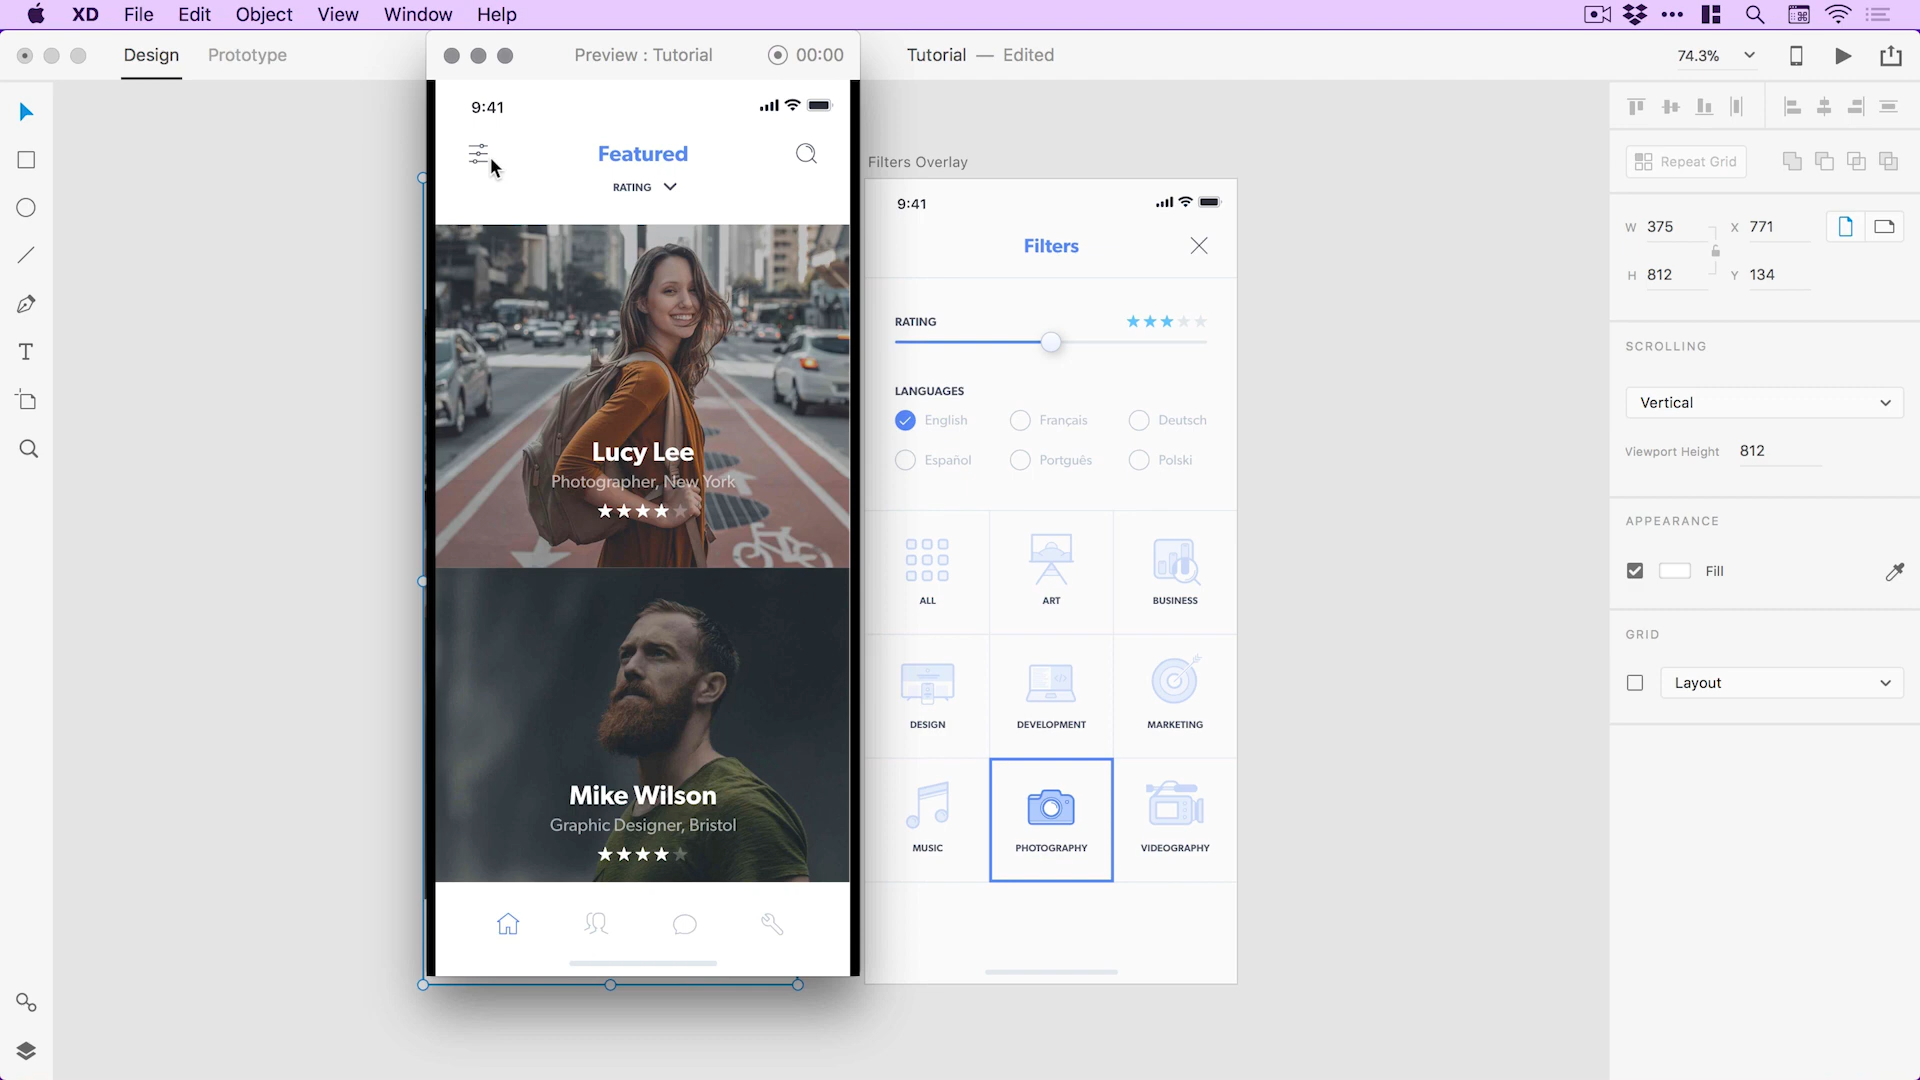 XD File Edit Object View Window Help
Design Prototype
Preview : Tutorial 00:00
Tutorial — Edited
74.3%
9:41
Featured
RATING
Lucy Lee
Photographer, New York
Mike Wilson
Graphic Designer, Bristol
Filters Overlay
9:41
Filters
RATING
LANGUAGES
English Français Deutsch
Español Portguês Polski
ALL ART BUSINESS
DESIGN DEVELOPMENT MARKETING
MUSIC PHOTOGRAPHY VIDEOGRAPHY
Repeat Grid
W 375 X 771
H 812 Y 134
SCROLLING
Vertical
Viewport Height 812
APPEARANCE
Fill
GRID
Layout